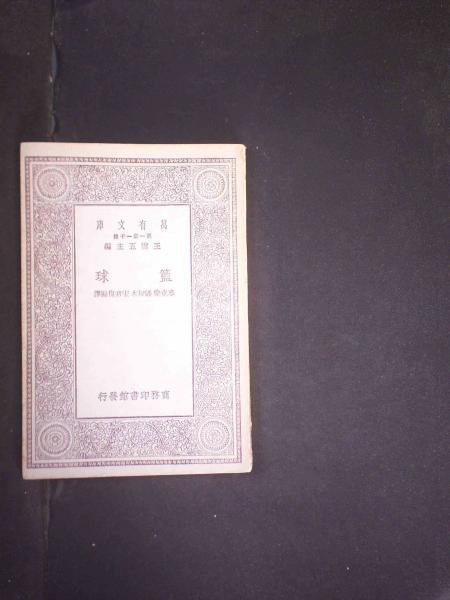 萬有文庫
第一集一千種
王雲五主編
籃球
商務印書館發行